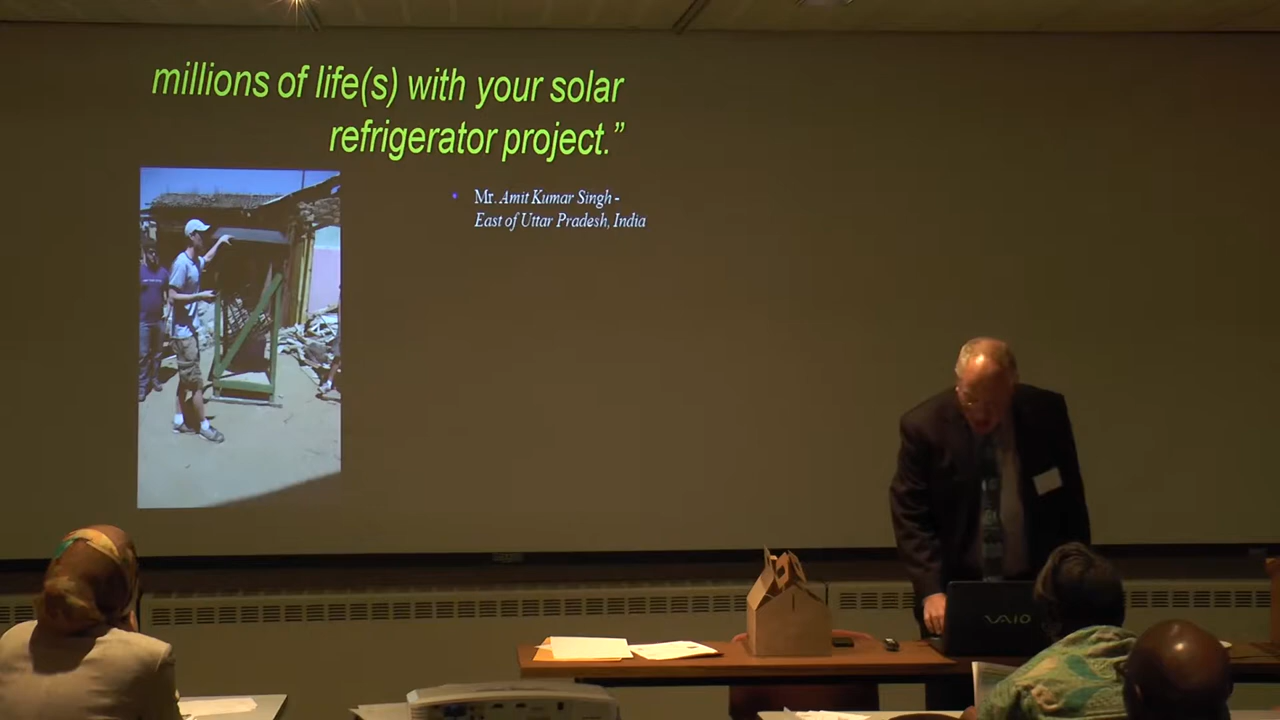 millions of life(s) with your solar
refrigerator project.”
• Mr. Amit Kumar Singh -
East of Uttar Pradesh, India
VAIO